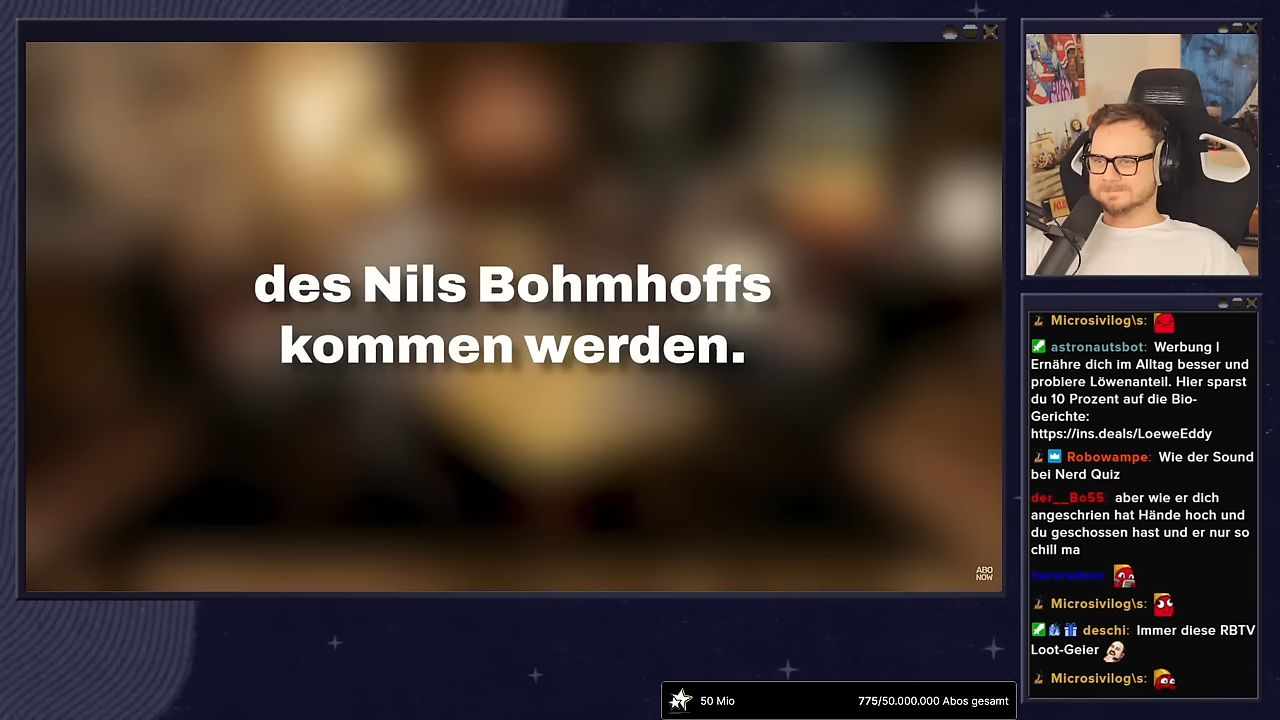 des Nils Bohmhoffs
kommen werden.
ABO
NOW
Microsivilog\s:
astronautsbot: Werbung |
Ernähre dich im Alltag besser und
probiere Löwenanteil. Hier sparst
du 10 Prozent auf die Bio-
Gerichte:
https://ins.deals/LoeweEddy
Robowampe: Wie der Sound
bei Nerd Quiz
der__Bo55: aber wie er dich
angeschrien hat Hände hoch und
du geschossen hast und er nur so
chill ma
Microsivilog\s:
deschi: Immer diese RBTV
Loot-Geier
Microsivilog\s:
50 Mio
775/50.000.000 Abos gesamt